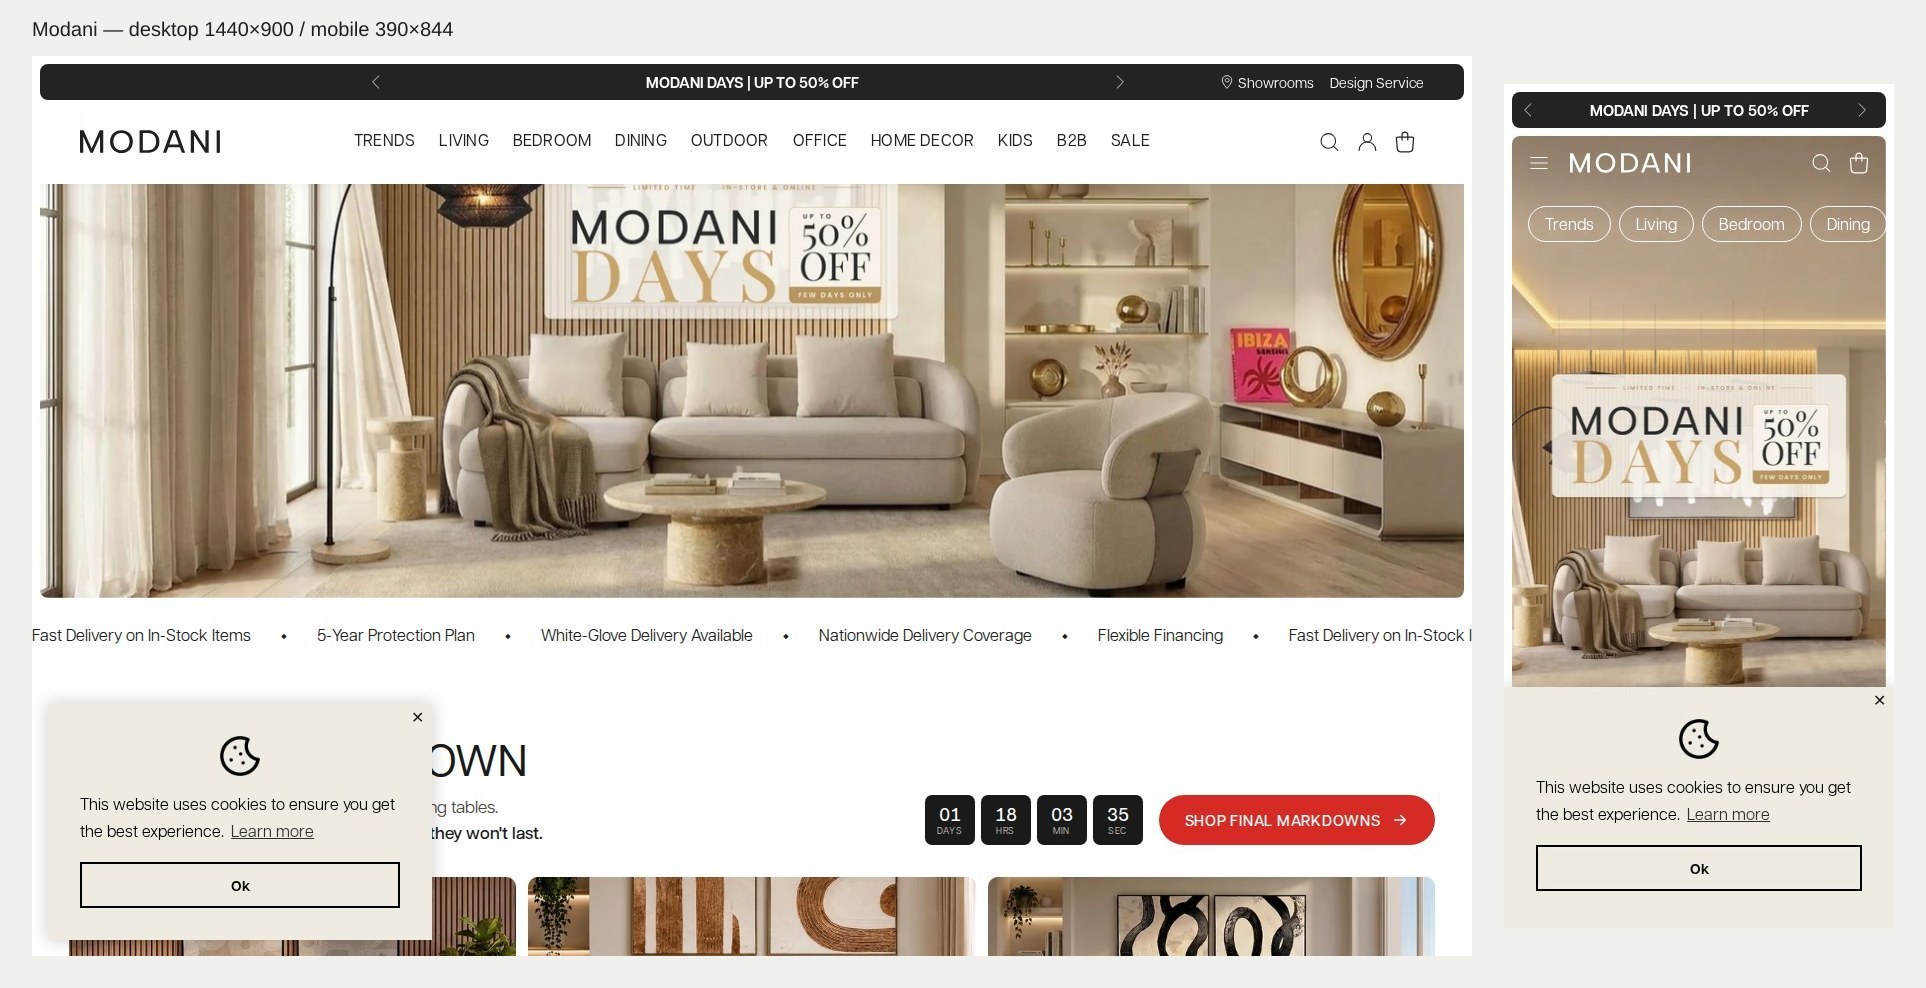 Modani — desktop 1440×900 / mobile 390×844
MODANI DAYS | UP TO 50% OFF
Showrooms Design Service
MODANI
TRENDS LIVING BEDROOM DINING OUTDOOR OFFICE HOME DECOR KIDS B2B SALE
LIMITED TIME IN-STORE & ONLINE
MODANI
DAYS
UP TO
50%
OFF
FEW DAYS ONLY
IBIZA
Fast Delivery on In-Stock Items ◆ 5-Year Protection Plan ◆ White-Glove Delivery Available ◆ Nationwide Delivery Coverage ◆ Flexible Financing ◆ Fast Delivery on In-Stock I
OWN
ng tables.
they won't last.
01 DAYS
18 HRS
03 MIN
35 SEC
SHOP FINAL MARKDOWNS →
×
This website uses cookies to ensure you get
the best experience. Learn more
Ok
MODANI DAYS | UP TO 50% OFF
MODANI
Trends Living Bedroom Dining
LIMITED TIME IN-STORE & ONLINE
MODANI
DAYS
UP TO
50%
OFF
FEW DAYS ONLY
×
This website uses cookies to ensure you get
the best experience. Learn more
Ok